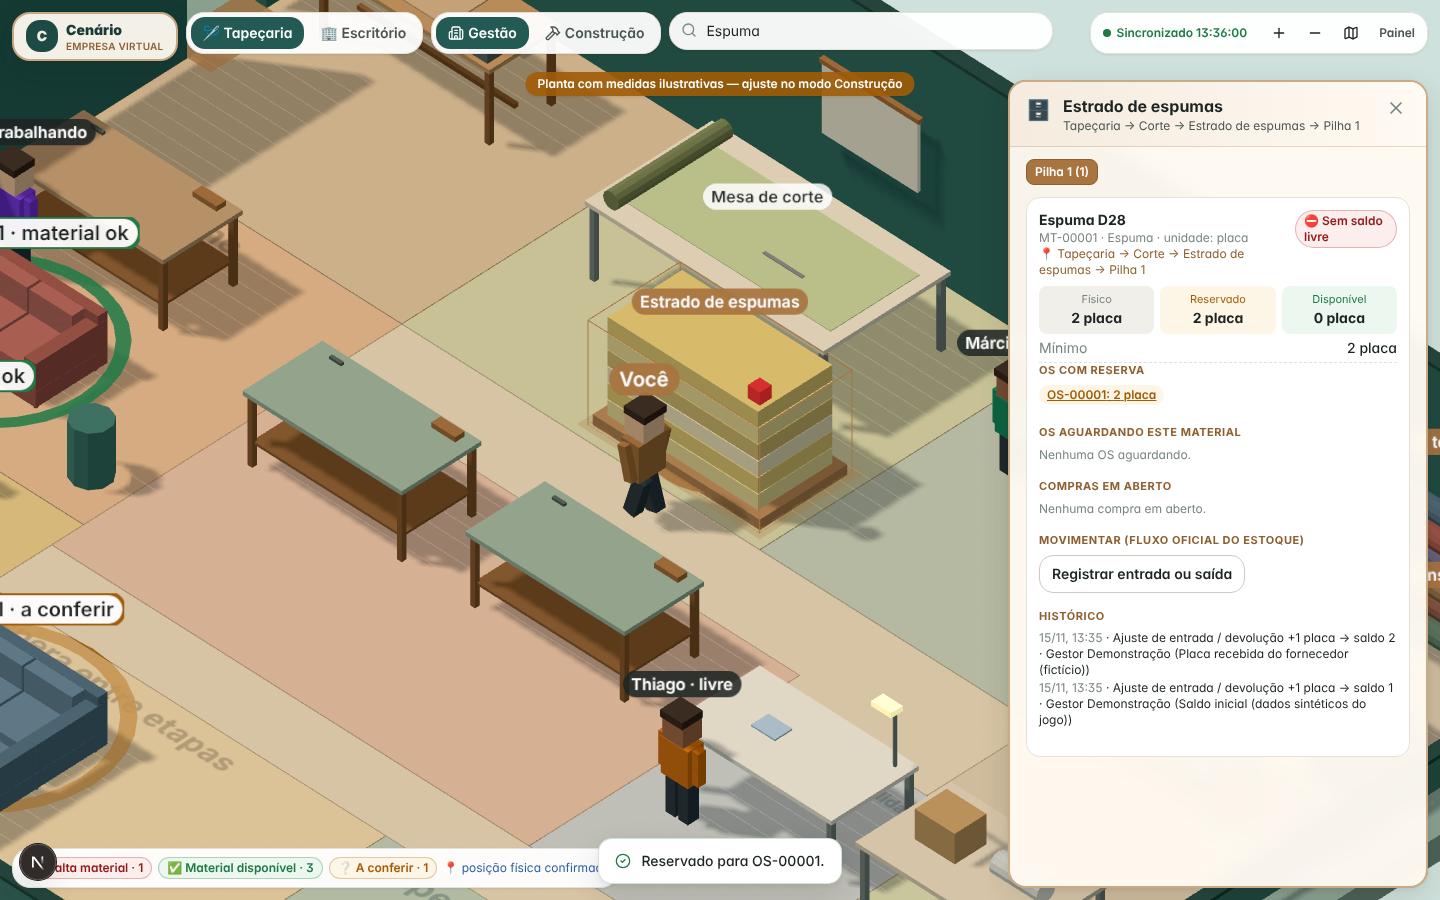 C
Cenário
EMPRESA VIRTUAL
Tapeçaria
Escritório
Gestão
Construção
Espuma
Sincronizado 13:36:00
Painel
Planta com medidas ilustrativas — ajuste no modo Construção
Mesa de corte
1 · material ok
Estrado de espumas
ok
Você
· a conferir
Thiago · livre
entre etapas
Material disponível · 3
A conferir · 1
Reservado para OS-00001.
N
Estrado de espumas
Tapeçaria → Corte → Estrado de espumas → Pilha 1
Pilha 1 (1)
Espuma D28
MT-00001 · Espuma · unidade: placa
Tapeçaria → Corte → Estrado de
espumas → Pilha 1
Sem saldo
livre
Físico
2 placa
Reservado
2 placa
Disponível
0 placa
Mínimo
2 placa
OS COM RESERVA
OS-00001: 2 placa
OS AGUARDANDO ESTE MATERIAL
Nenhuma OS aguardando.
COMPRAS EM ABERTO
Nenhuma compra em aberto.
MOVIMENTAR (FLUXO OFICIAL DO ESTOQUE)
Registrar entrada ou saída
HISTÓRICO
15/11, 13:35 · Ajuste de entrada / devolução +1 placa → saldo 2
· Gestor Demonstração (Placa recebida do fornecedor
(fictício))
15/11, 13:35 · Ajuste de entrada / devolução +1 placa → saldo 1
· Gestor Demonstração (Saldo inicial (dados sintéticos do
jogo))